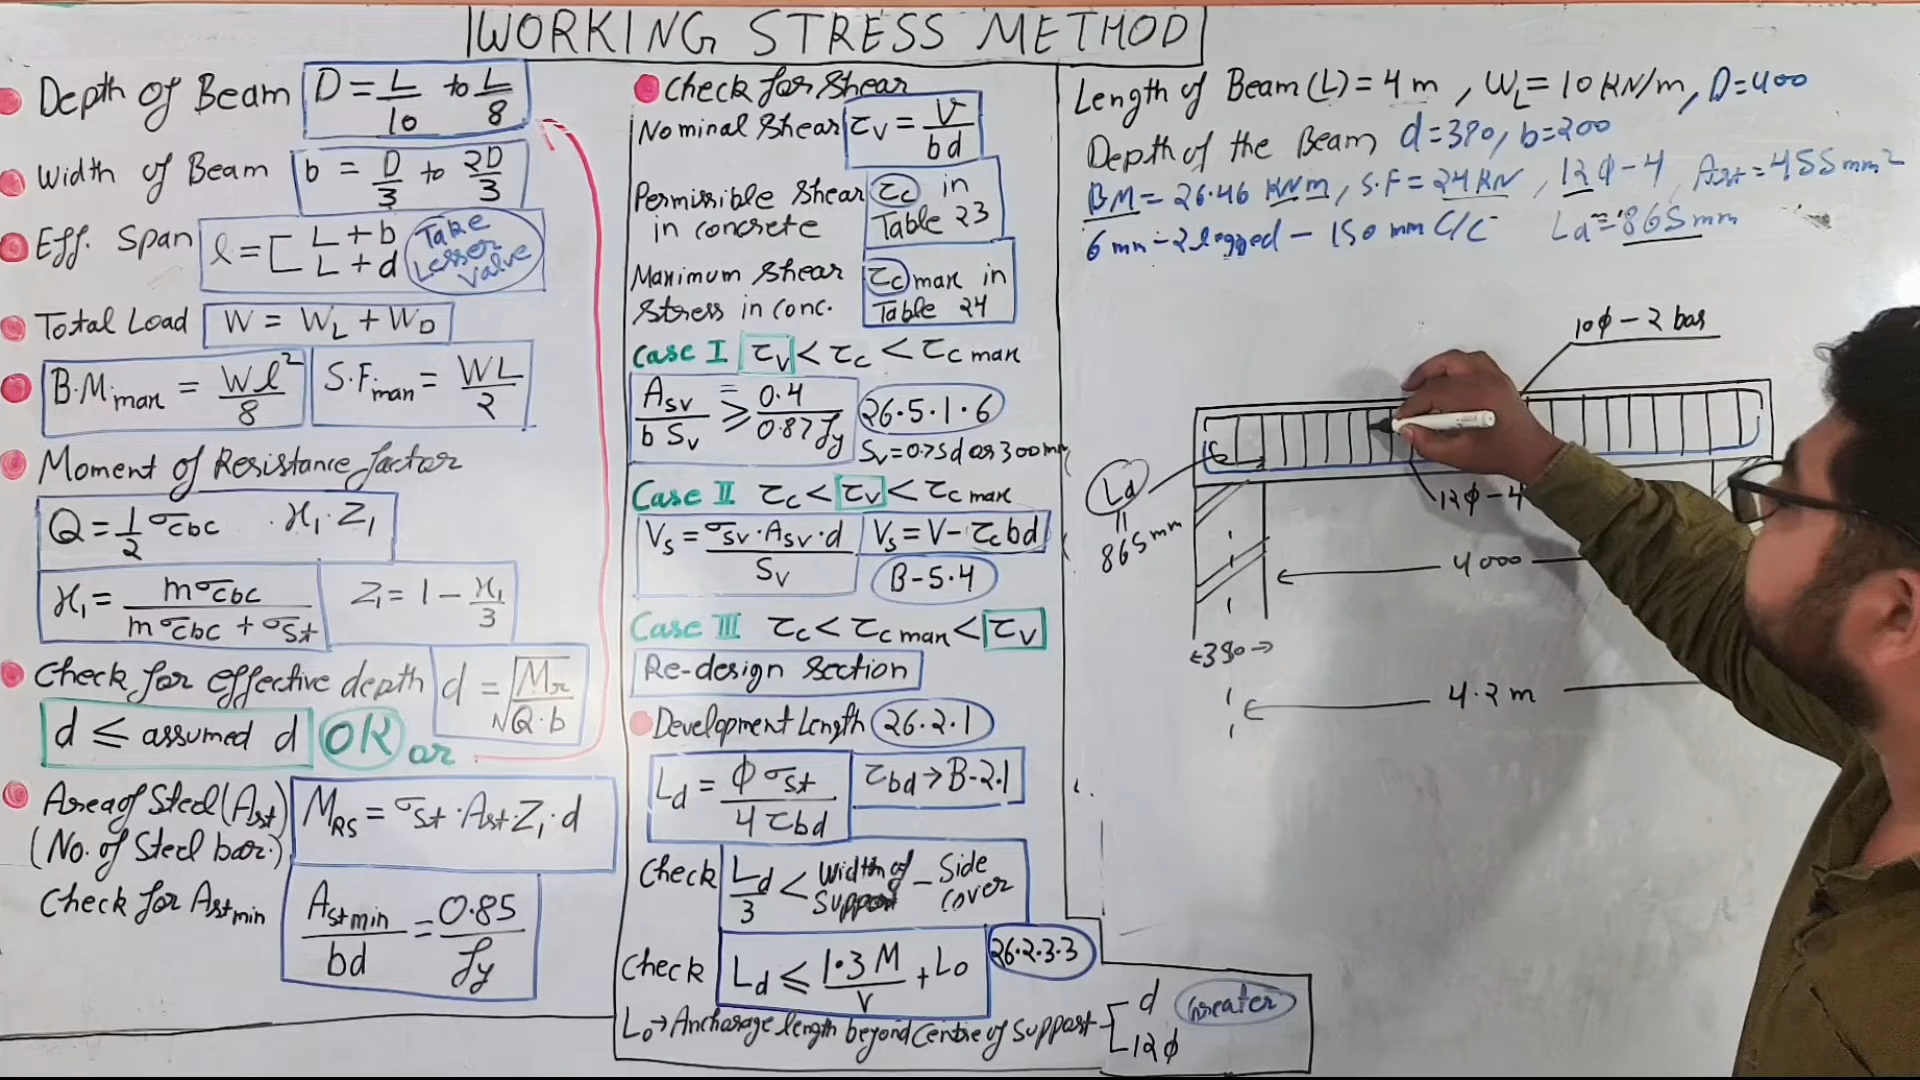 WORKING STRESS METHOD
Depth of Beam D = L/10 to L/8
Width of Beam b = D/3 to 2D/3
Eff. Span l = [ L + b
L + d
Take Lesser Value
Total Load W = WL + WD
B.M.max = Wl²/8 S.F.max = WL/2
Moment of Resistance factor
Q = 1/2 σcbc . x1 . Z1
x1 = mσcbc / mσcbc + σst Z1 = 1 - x1/3
Check for effective depth d = √Mr/Q.b
d ≤ assumed d OK or
Area of Steel (Ast) MRS = σst . Ast . Z1 . d
(No. of Steel bar.)
Check for Astmin Astmin/bd = 0.85/fy
Check for Shear
Nominal Shear τv = V/bd
Permissible Shear τc in
in concrete Table 23
Maximum Shear τc max in
Stress in conc. Table 24
Case I τv < τc < τc max
Asv/b Sv ≥ 0.4/0.87fy 26.5.1.6
Sv = 0.75d or 300mm
Case II τc < τv < τc max
Vs = σsv . Asv . d / Sv Vs = V - τc bd
B-5.4
Case III τc < τc max < τv
Re-design Section
Development Length 26.2.1
Ld = Φ σst / 4 τbd τbd → B-2.1
Check Ld/3 < Width of Support - Side cover
Check Ld ≤ 1.3 M/V + Lo 26.2.3.3
Lo → Anchorage length beyond Centre of Support [ d
12ϕ
Greater
Length of Beam (L) = 4 m , WL = 10 KN/m, D=400
Depth of the Beam d=380, b=200
BM = 26.46 KNm, S.F = 24 KN , 12ϕ-4 Ast = 455mm²
6 mm - 2 legged - 150 mm C/C Ld = 865mm
10ϕ - 2 bar
Ld
=
865 mm
12ϕ-4
4000
380
4.2 m